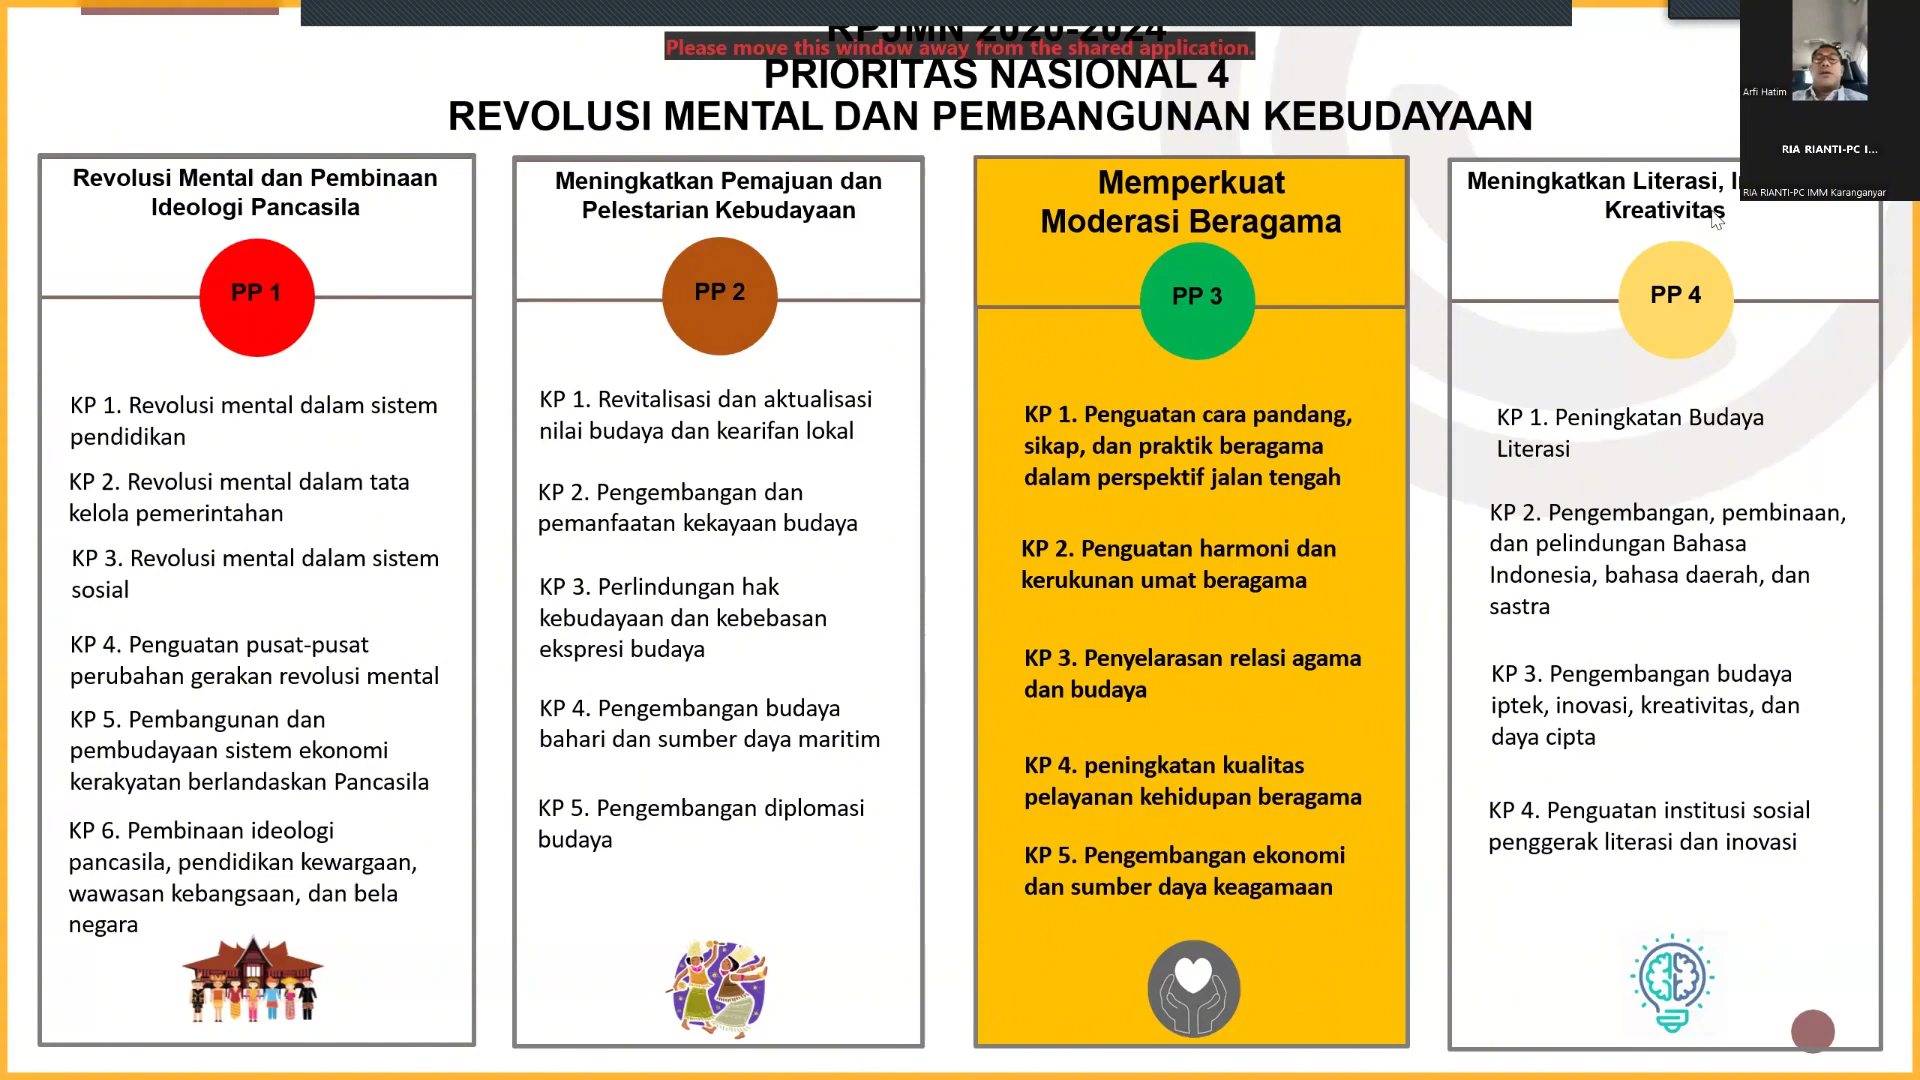 RPJMN 2020-2024
Please move this window away from the shared application.
PRIORITAS NASIONAL 4
REVOLUSI MENTAL DAN PEMBANGUNAN KEBUDAYAAN
Arfi Hatim
RIA RIANTI-PC I...
RIA RIANTI-PC IMM Karanganyar
Revolusi Mental dan Pembinaan
Ideologi Pancasila
PP 1
KP 1. Revolusi mental dalam sistem
pendidikan
KP 2. Revolusi mental dalam tata
kelola pemerintahan
KP 3. Revolusi mental dalam sistem
sosial
KP 4. Penguatan pusat-pusat
perubahan gerakan revolusi mental
KP 5. Pembangunan dan
pembudayaan sistem ekonomi
kerakyatan berlandaskan Pancasila
KP 6. Pembinaan ideologi
pancasila, pendidikan kewargaan,
wawasan kebangsaan, dan bela
negara
Meningkatkan Pemajuan dan
Pelestarian Kebudayaan
PP 2
KP 1. Revitalisasi dan aktualisasi
nilai budaya dan kearifan lokal
KP 2. Pengembangan dan
pemanfaatan kekayaan budaya
KP 3. Perlindungan hak
kebudayaan dan kebebasan
ekspresi budaya
KP 4. Pengembangan budaya
bahari dan sumber daya maritim
KP 5. Pengembangan diplomasi
budaya
Memperkuat
Moderasi Beragama
PP 3
KP 1. Penguatan cara pandang,
sikap, dan praktik beragama
dalam perspektif jalan tengah
KP 2. Penguatan harmoni dan
kerukunan umat beragama
KP 3. Penyelarasan relasi agama
dan budaya
KP 4. peningkatan kualitas
pelayanan kehidupan beragama
KP 5. Pengembangan ekonomi
dan sumber daya keagamaan
Meningkatkan Literasi,
Kreativitas
PP 4
KP 1. Peningkatan Budaya
Literasi
KP 2. Pengembangan, pembinaan,
dan pelindungan Bahasa
Indonesia, bahasa daerah, dan
sastra
KP 3. Pengembangan budaya
iptek, inovasi, kreativitas, dan
daya cipta
KP 4. Penguatan institusi sosial
penggerak literasi dan inovasi